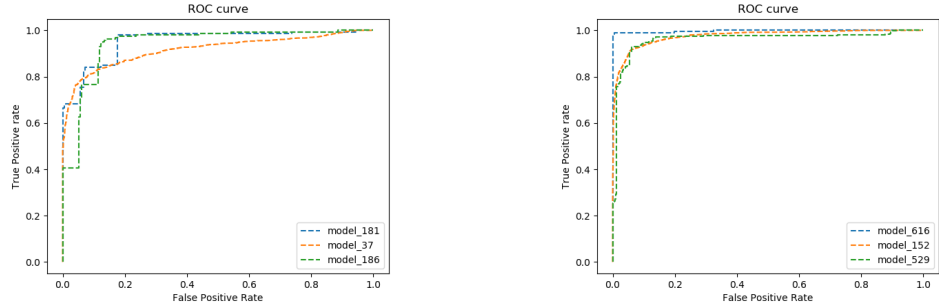 ROC curve
True Positive rate
1.0
0.8
0.6
0.4
0.2
0.0
model_181
model_37
model_186
0.0 0.2 0.4 0.6 0.8 1.0
False Positive Rate
ROC curve
True Positive rate
1.0
0.8
0.6
0.4
0.2
0.0
model_616
model_152
model_529
0.0 0.2 0.4 0.6 0.8 1.0
False Positive Rate